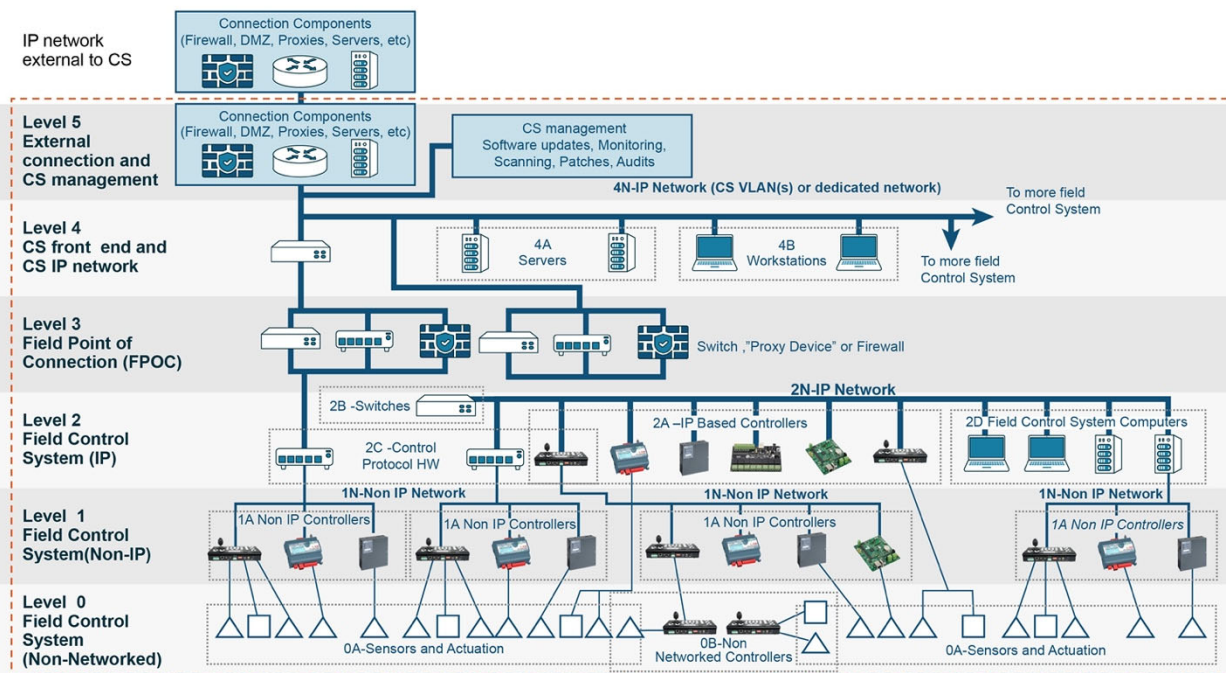 IP network
external to CS
Connection Components
(Firewall, DMZ, Proxies, Servers, etc)
Level 5
External
connection and
CS management
Connection Components
(Firewall, DMZ, Proxies, Servers, etc)
CS management
Software updates, Monitoring,
Scanning, Patches, Audits
4N-IP Network (CS VLAN(s) or dedicated network)
To more field
Control System
Level 4
CS front end and
CS IP network
4A
Servers
4B
Workstations
To more field
Control System
Level 3
Field Point of
Connection (FPOC)
Switch ,"Proxy Device" or Firewall
2N-IP Network
Level 2
Field Control
System (IP)
2B -Switches
2A –IP Based Controllers
2D Field Control System Computers
2C -Control
Protocol HW
1N-Non IP Network
1N-Non IP Network
1N-Non IP Network
Level 1
Field Control
System(Non-IP)
1A Non IP Controllers
1A Non IP Controllers
1A Non IP Controllers
1A Non IP Controllers
Level 0
Field Control
System
(Non-Networked)
0A-Sensors and Actuation
0B-Non
Networked Controllers
0A-Sensors and Actuation